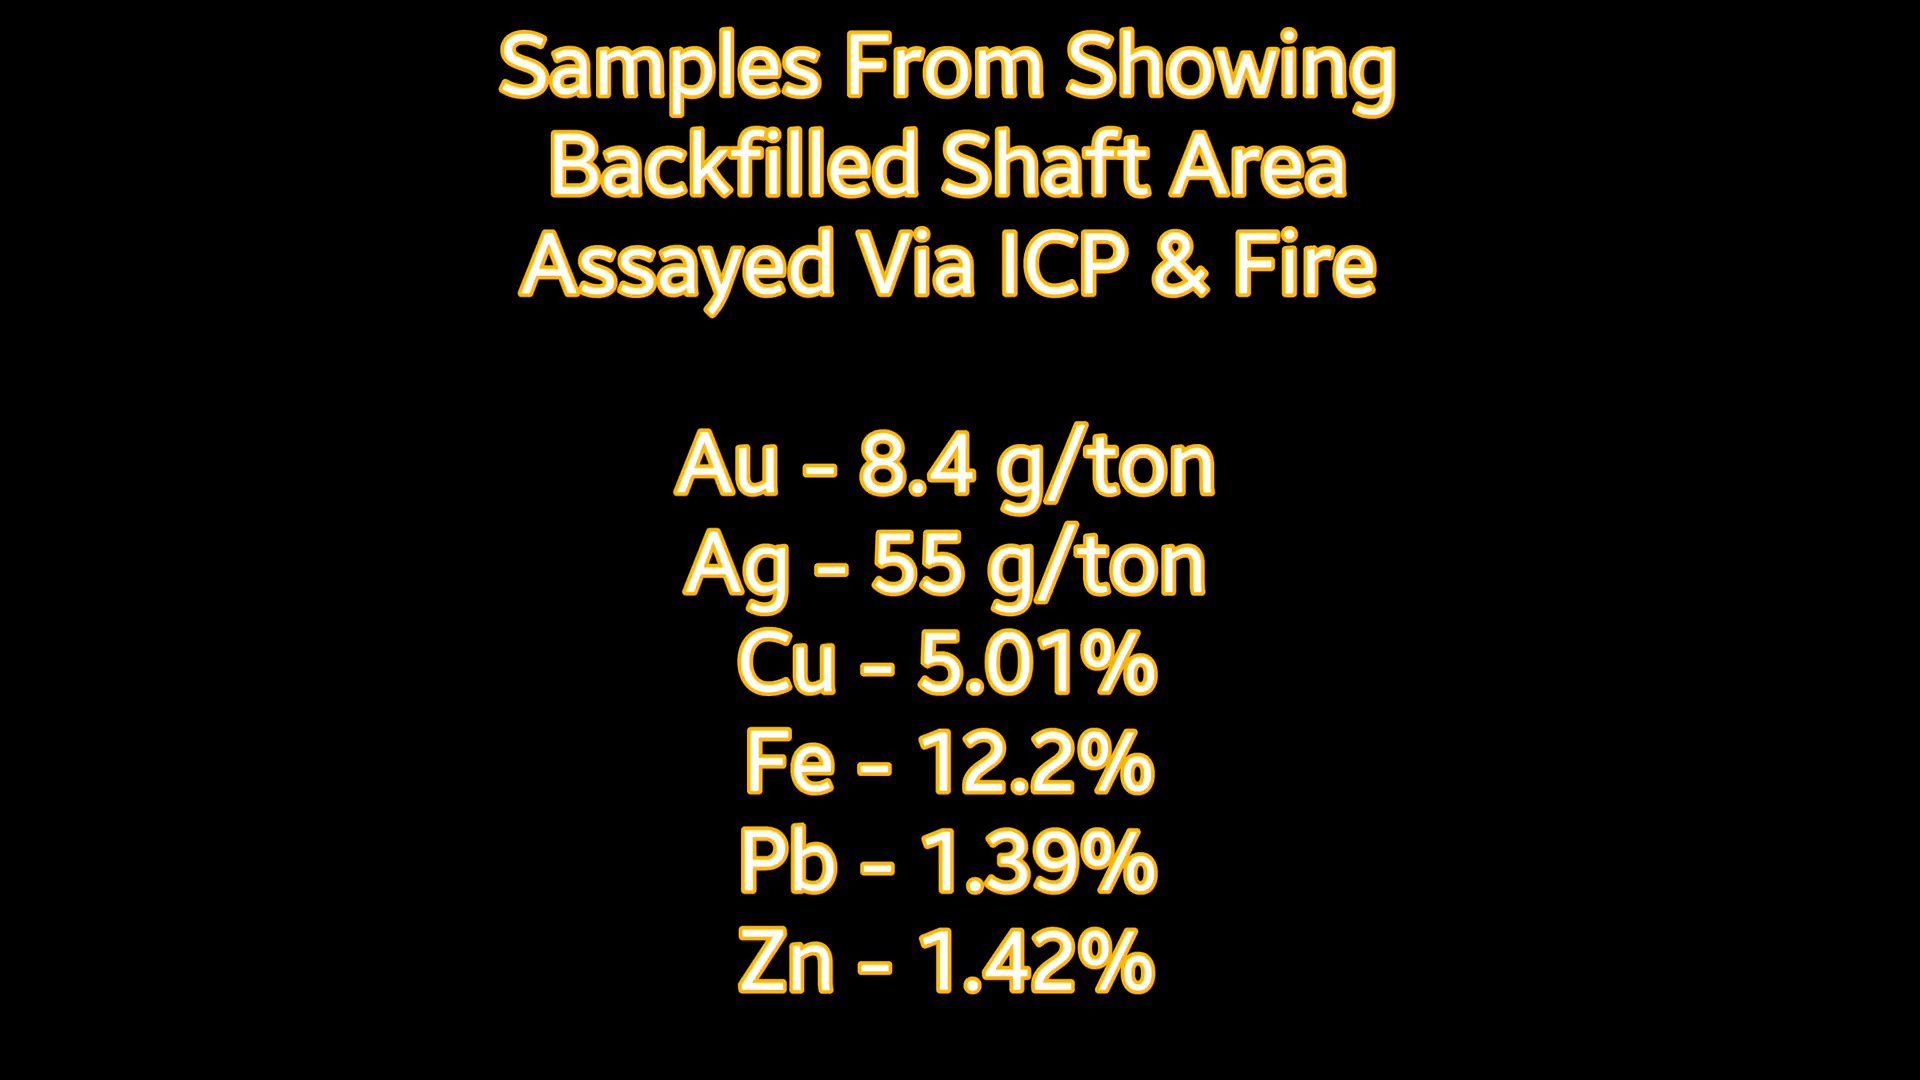 Samples From Showing
Backfilled Shaft Area
Assayed Via ICP & Fire
Au - 8.4 g/ton
Ag - 55 g/ton
Cu - 5.01%
Fe - 12.2%
Pb - 1.39%
Zn - 1.42%